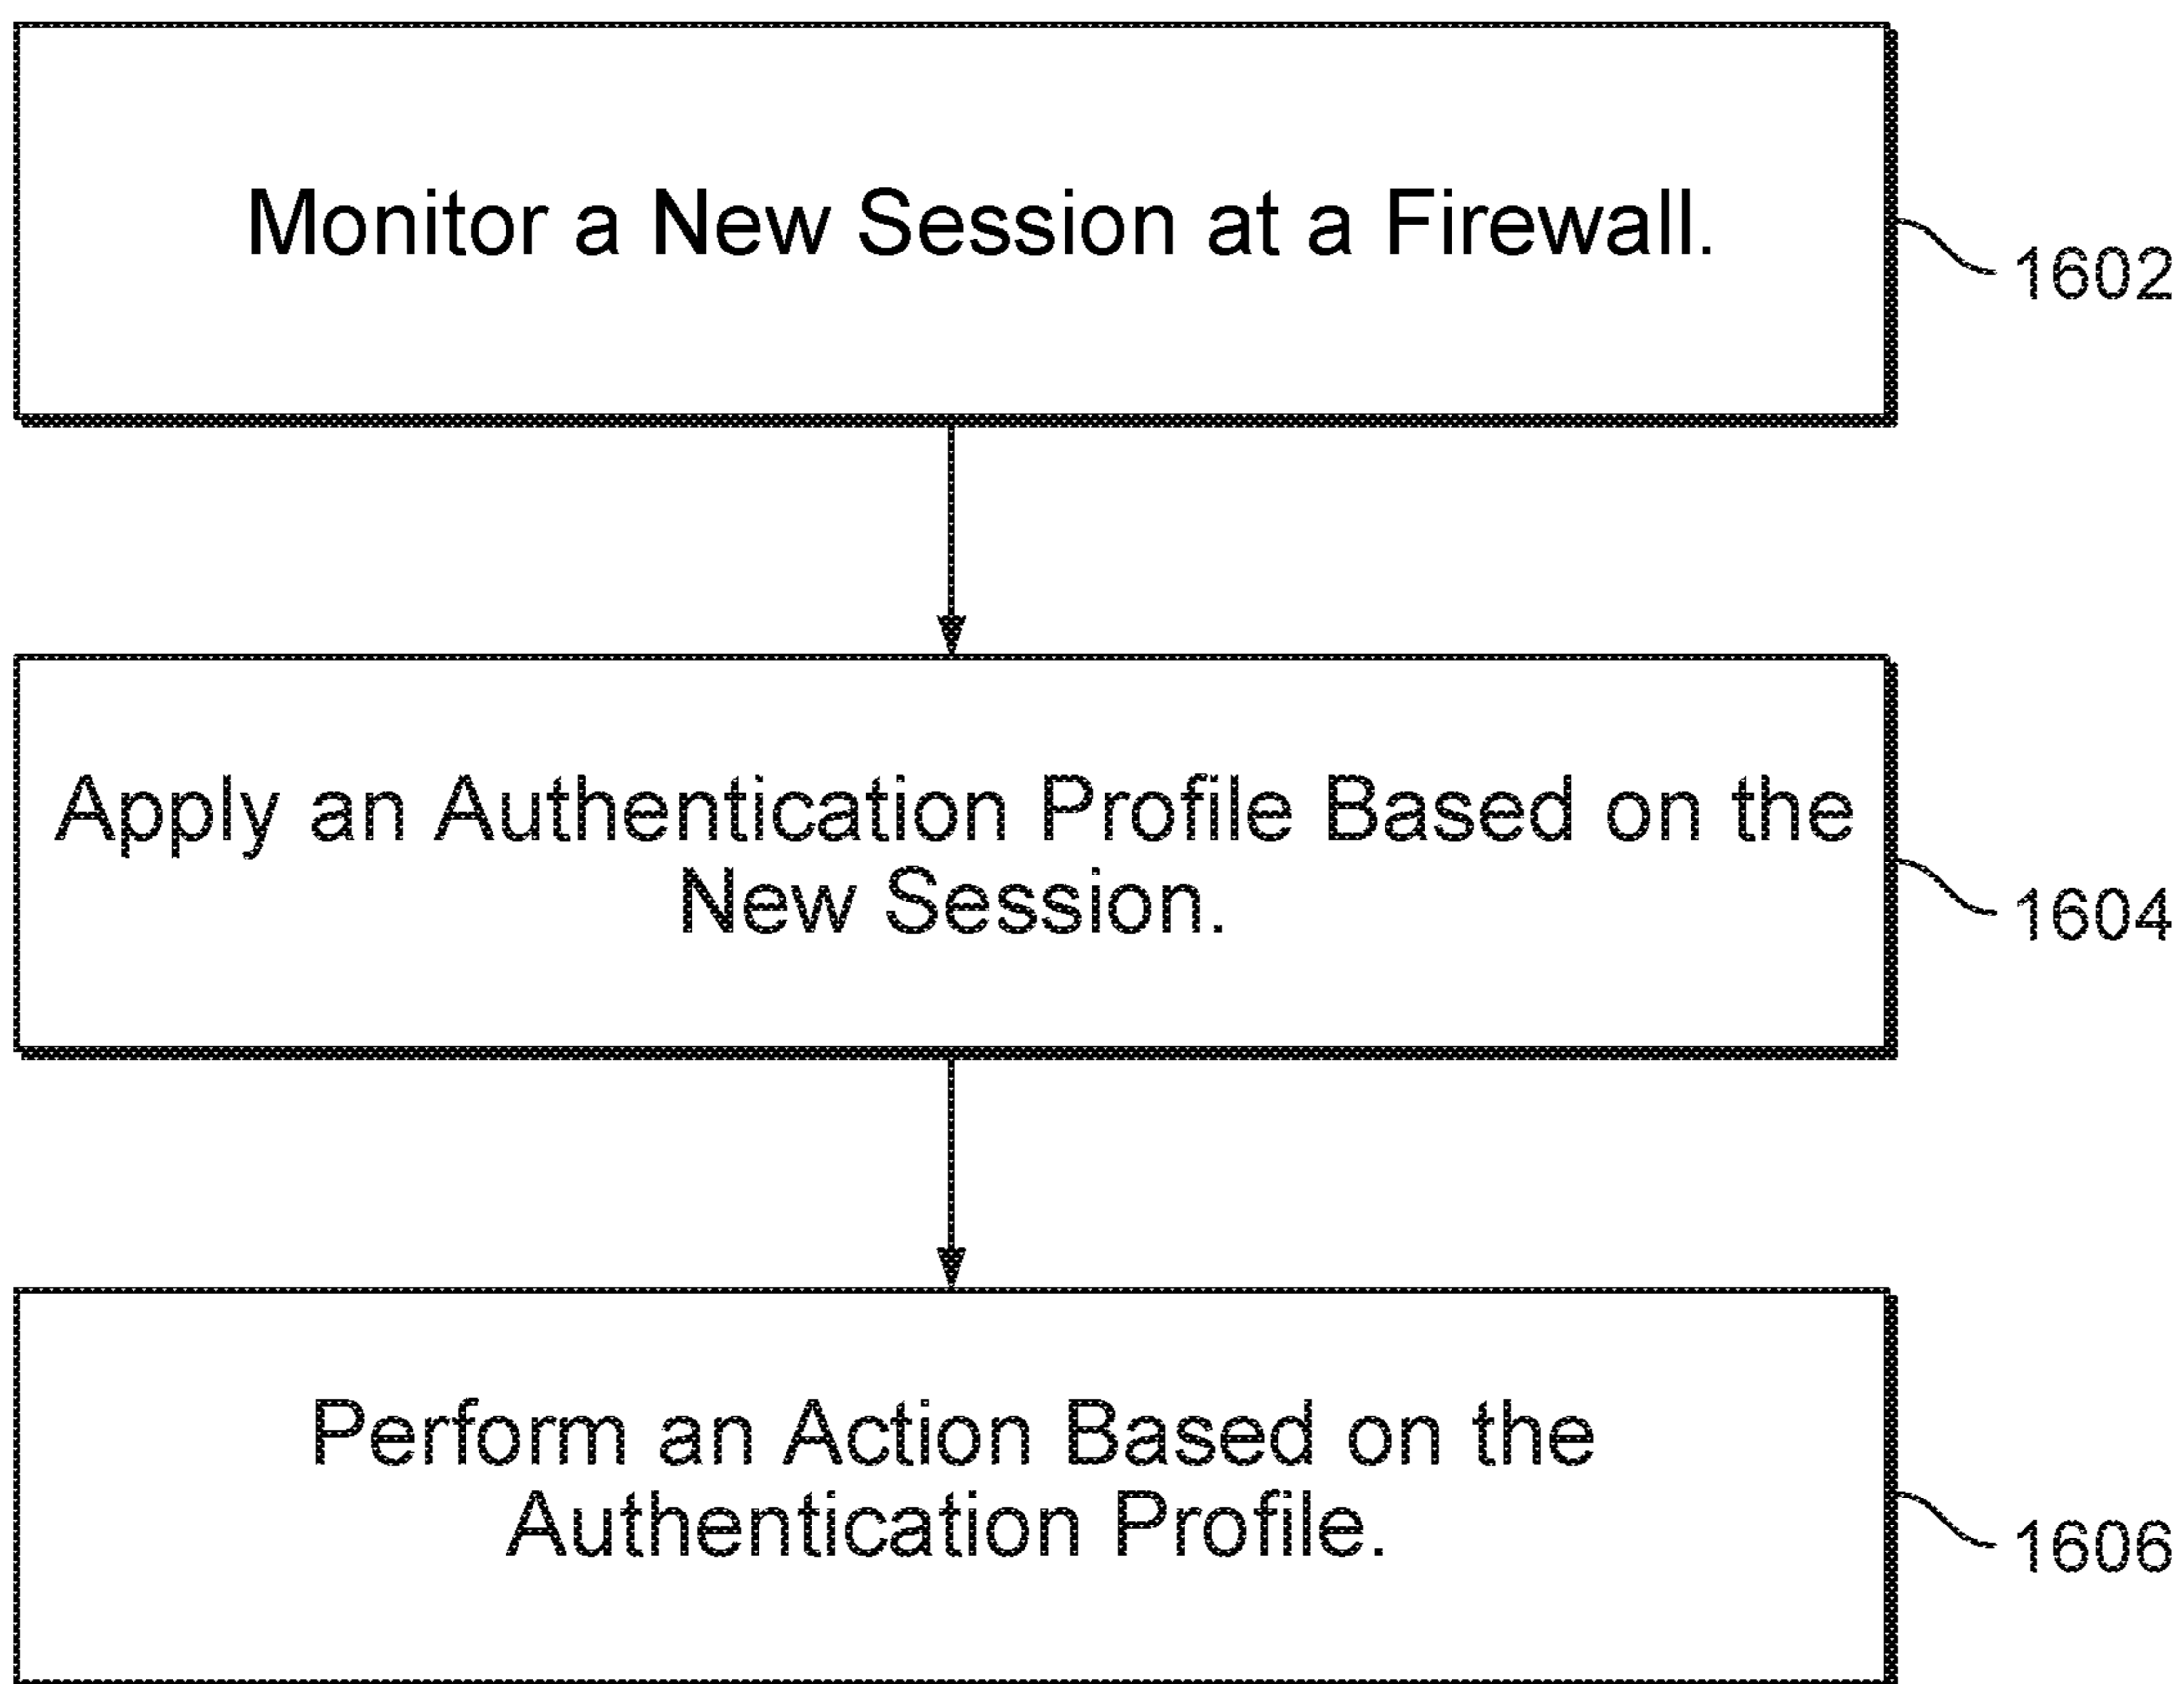 Monitor a New Session at a Firewall.
1602
Apply an Authentication Profile Based on the
New Session.
1604
Perform an Action Based on the
Authentication Profile.
1606